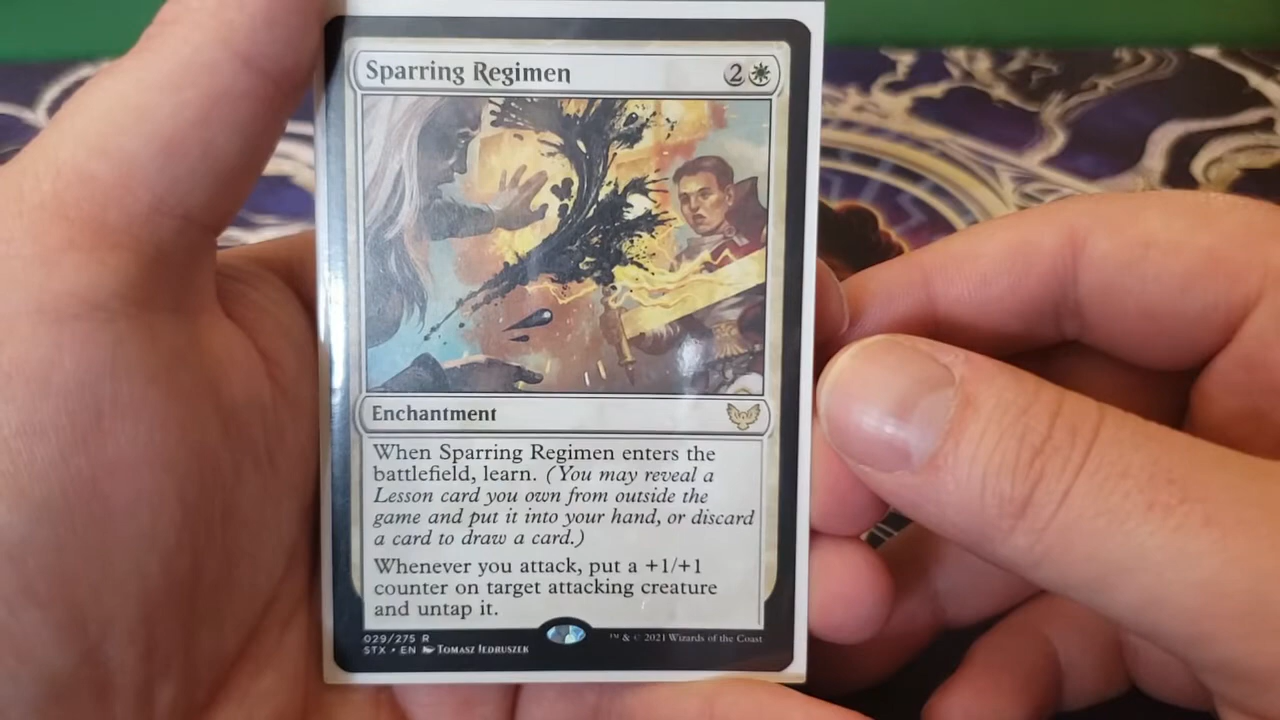 Sparring Regimen 2
Enchantment
When Sparring Regimen enters the
battlefield, learn. (You may reveal a
Lesson card you own from outside the
game and put it into your hand, or discard
a card to draw a card.)
Whenever you attack, put a +1/+1
counter on target attacking creature
and untap it.
029/275 R
™ & © 2021 Wizards of the Coast
STX • EN Tomasz Jedruszek